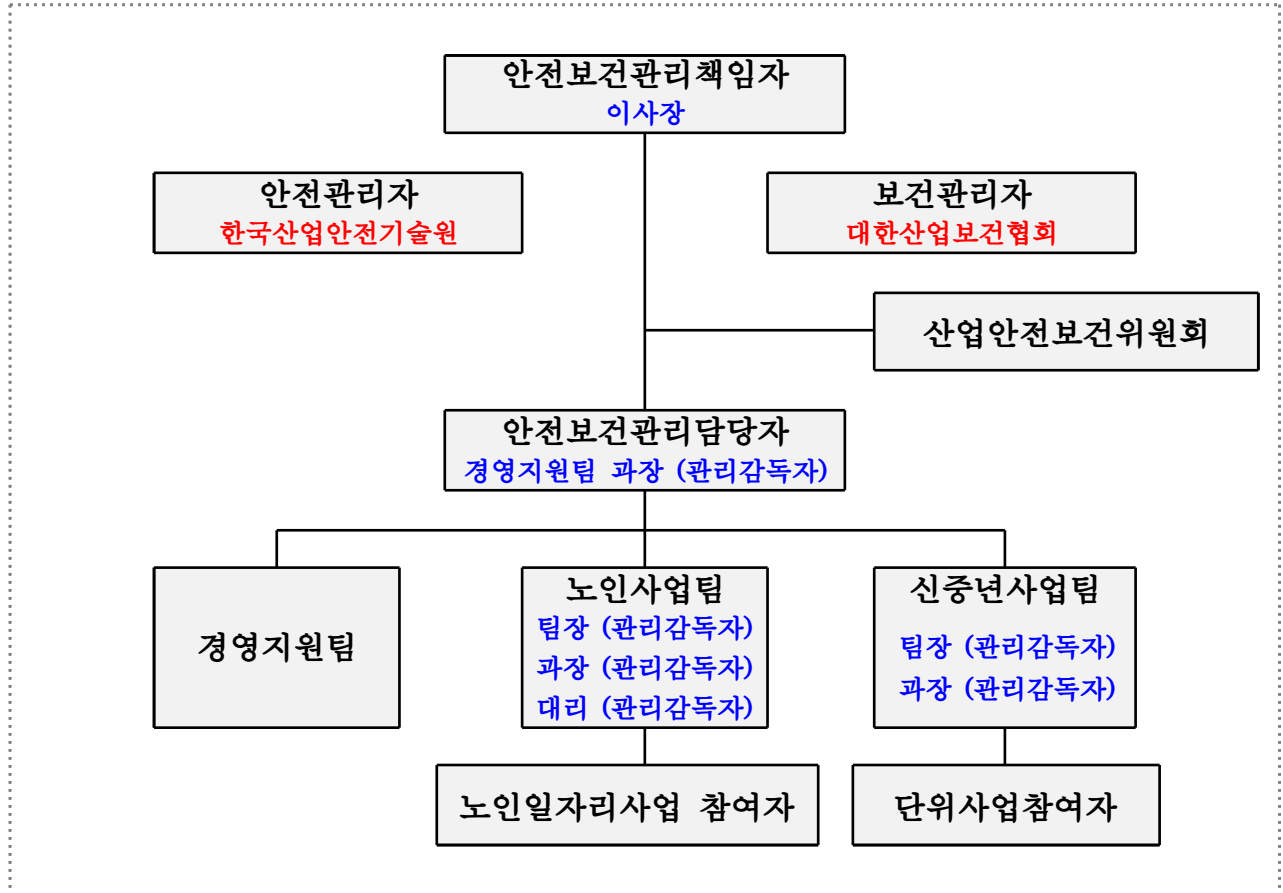 안전보건관리책임자
이사장
안전관리자
한국산업안전기술원
보건관리자
대한산업보건협회
산업안전보건위원회
안전보건관리담당자
경영지원팀 과장 (관리감독자)
경영지원팀
노인사업팀
팀장 (관리감독자)
과장 (관리감독자)
대리 (관리감독자)
신중년사업팀
팀장 (관리감독자)
과장 (관리감독자)
노인일자리사업 참여자
단위사업참여자